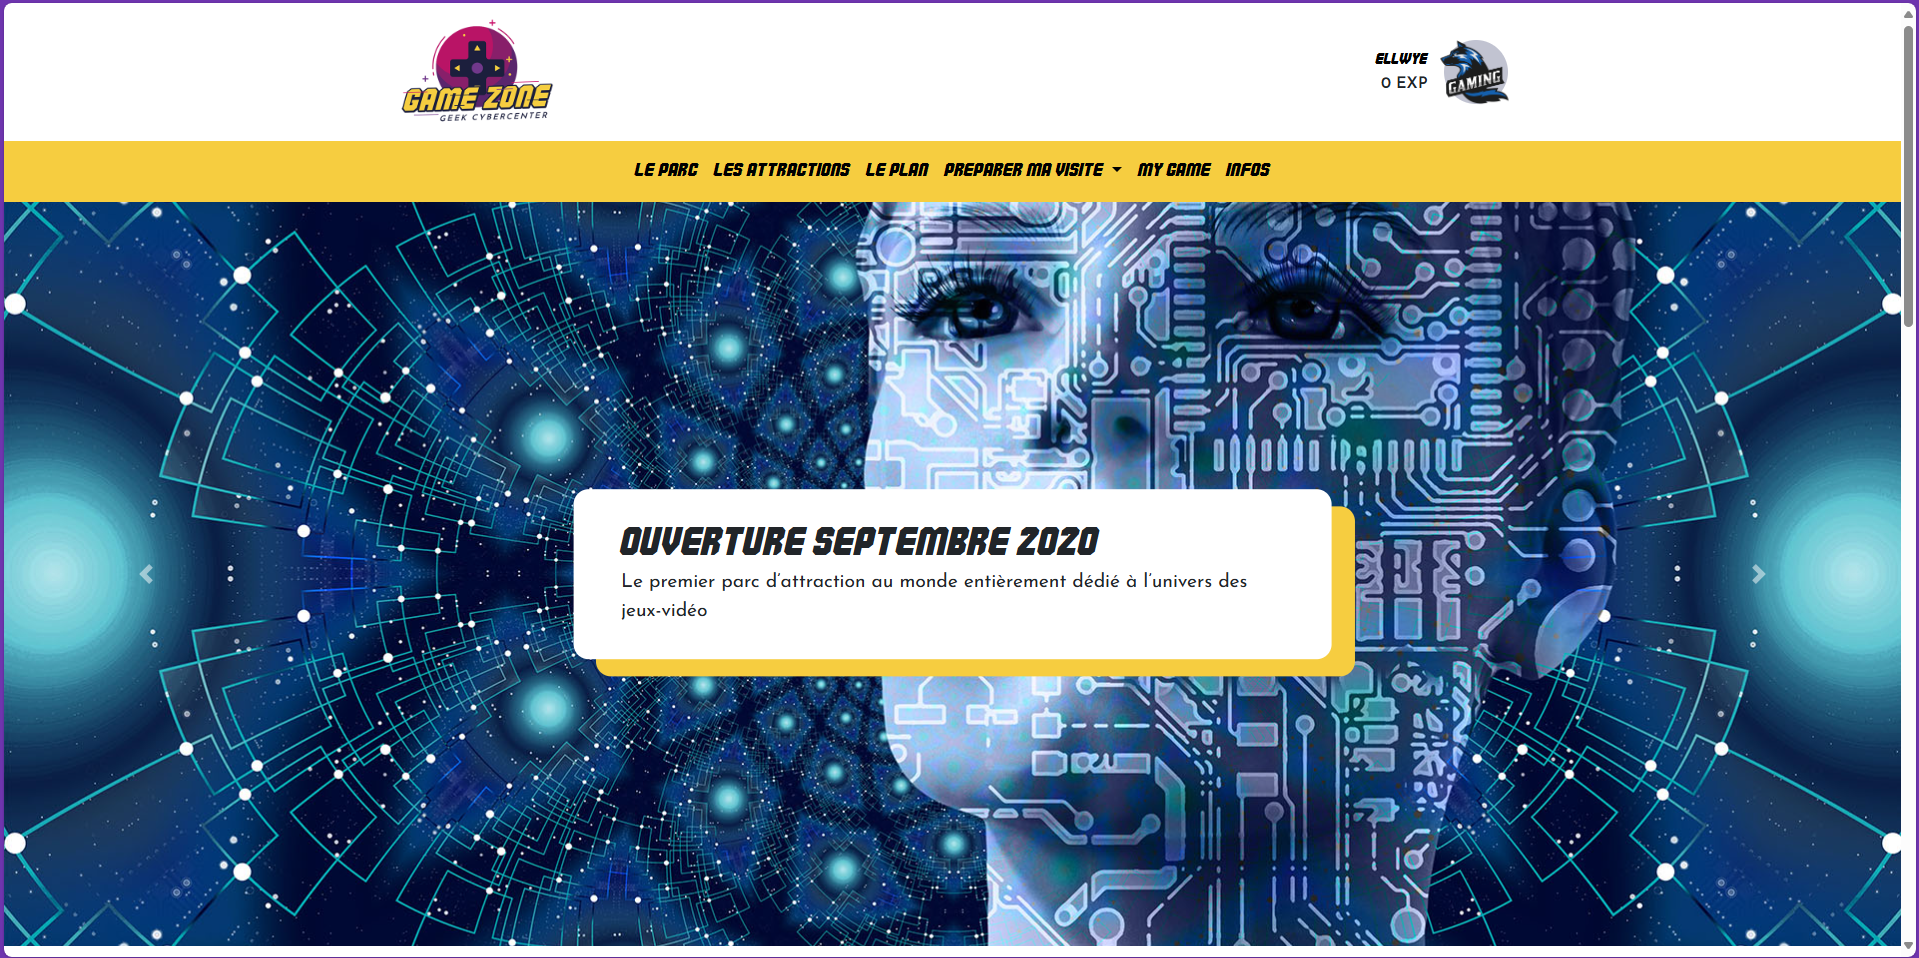 GAME ZONE
GEEK CYBERCENTER
ELLWYE
0 EXP
GAMING
LE PARC LES ATTRACTIONS LE PLAN PREPARER MA VISITE MY GAME INFOS
OUVERTURE SEPTEMBRE 2020
Le premier parc d'attraction au monde entièrement dédié à l'univers des
jeux-vidéo